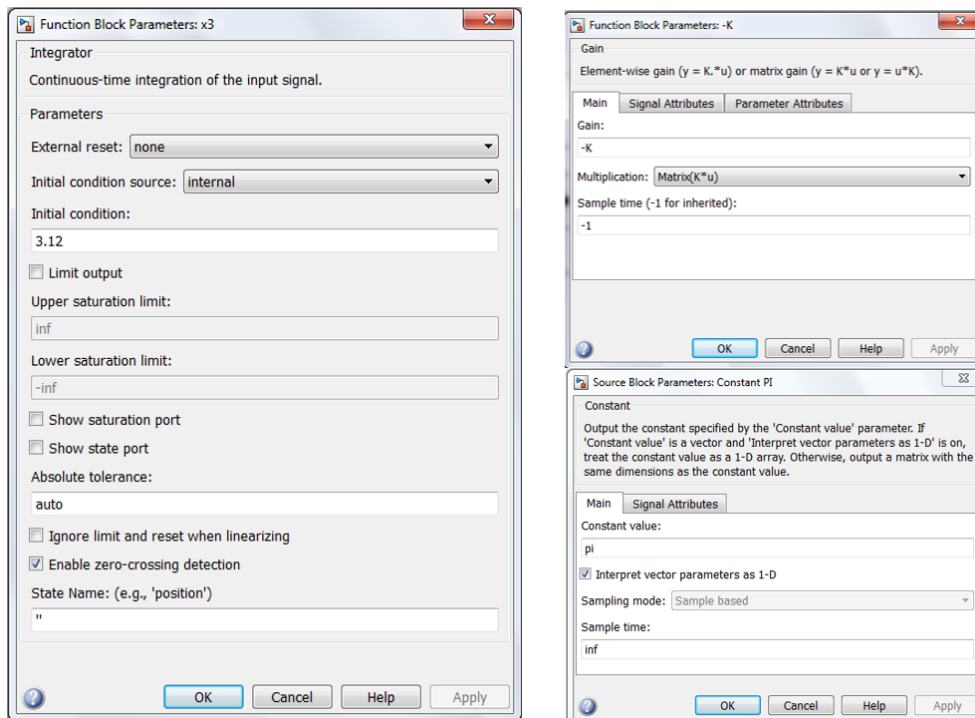 Function Block Parameters: x3
Integrator
Continuous-time integration of the input signal.
Parameters
External reset: none
Initial condition source: internal
Initial condition:
3.12
Limit output
Upper saturation limit:
inf
Lower saturation limit:
-inf
Show saturation port
Show state port
Absolute tolerance:
auto
Ignore limit and reset when linearizing
Enable zero-crossing detection
State Name: (e.g., 'position')
''
OK Cancel Help Apply
Function Block Parameters: -K
Gain
Element-wise gain (y = K.*u) or matrix gain (y = K*u or y = u*K).
Main Signal Attributes Parameter Attributes
Gain:
-K
Multiplication: Matrix(K*u)
Sample time (-1 for inherited):
-1
OK Cancel Help Apply
Source Block Parameters: Constant PI
Constant
Output the constant specified by the 'Constant value' parameter. If
'Constant value' is a vector and 'Interpret vector parameters as 1-D' is on,
treat the constant value as a 1-D array. Otherwise, output a matrix with the
same dimensions as the constant value.
Main Signal Attributes
Constant value:
pi
Interpret vector parameters as 1-D
Sampling mode: Sample based
Sample time:
inf
OK Cancel Help Apply